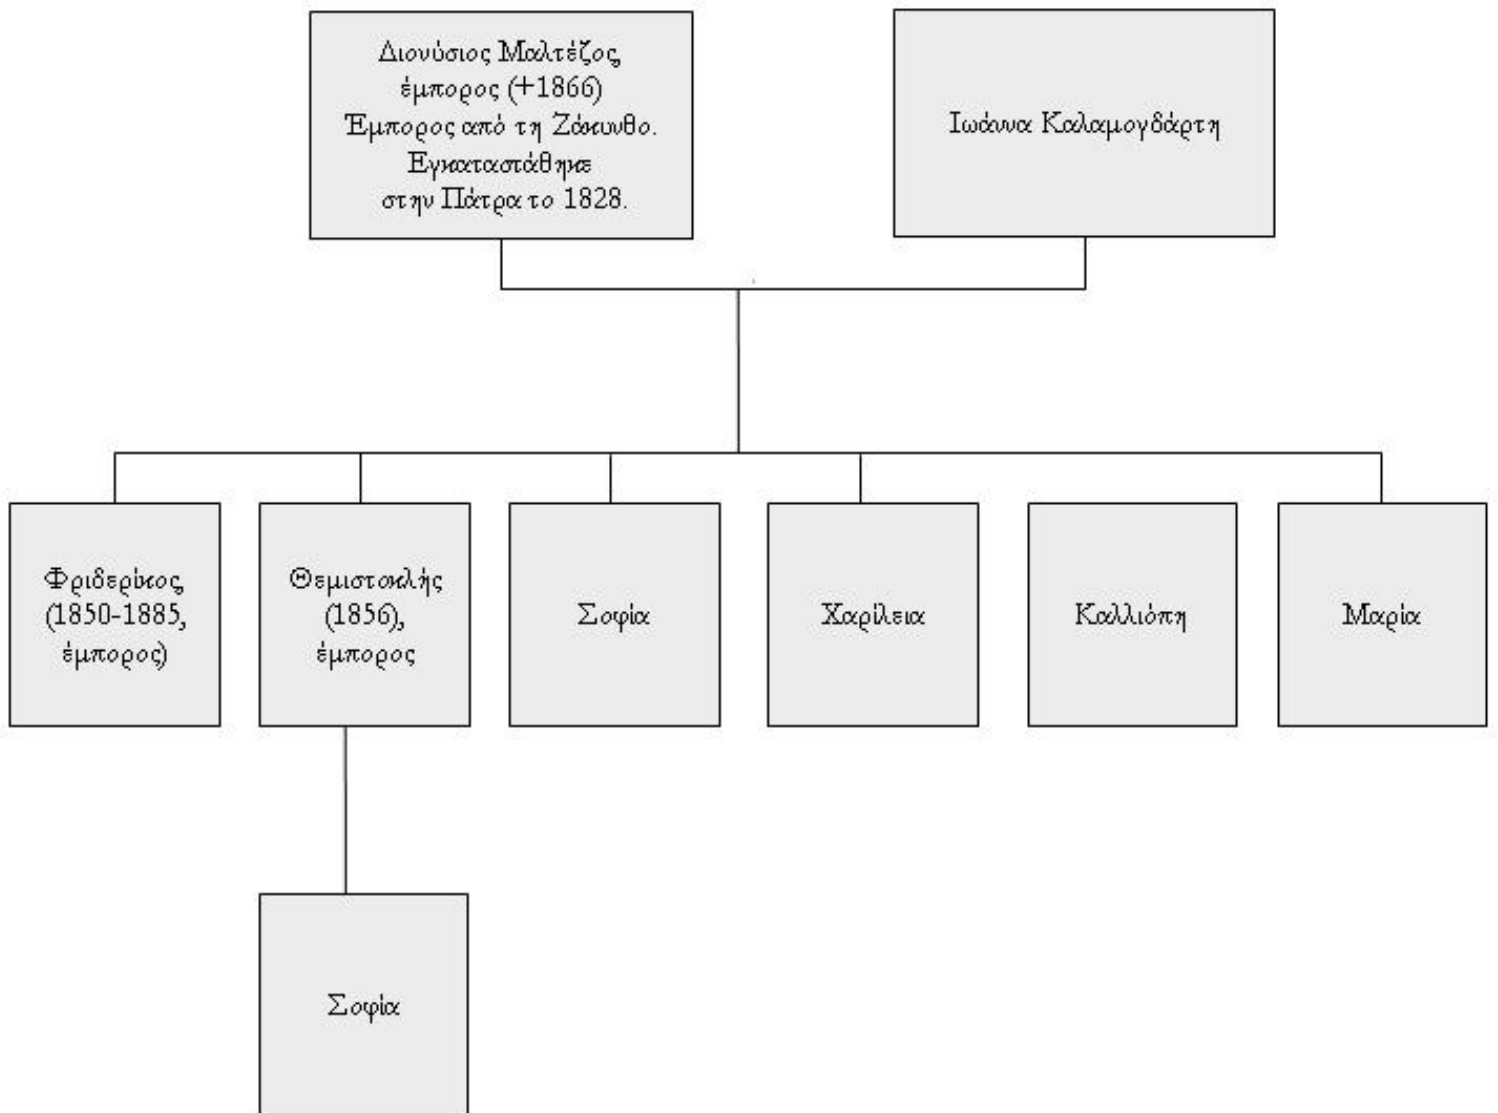 Διονύσιος Μαλτέζος,
έμπορος (+1866)
Έμπορος από τη Ζάκυνθο.
Εγκαταστάθηκε
στην Πάτρα το 1828.
Ιωάννα Καλαμογδάρτη
Φριδερίκος,
(1850-1885,
έμπορος)
Θεμιστοκλής
(1856),
έμπορος
Σοφία
Χαρίλεια
Καλλιόπη
Μαρία
Σοφία